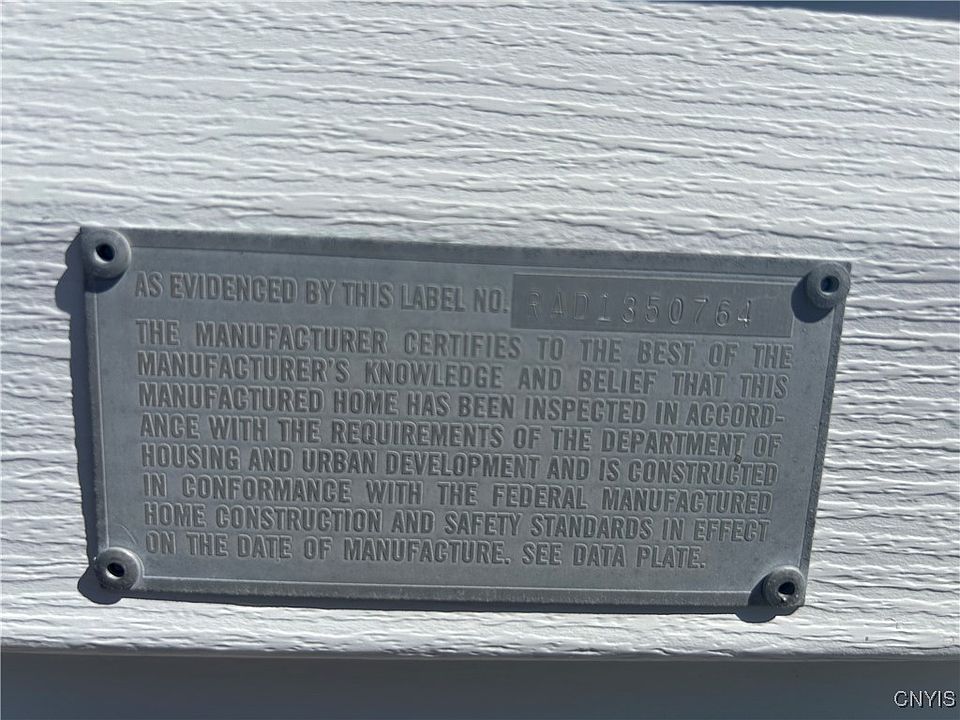 AS EVIDENCED BY THIS LABEL NO. RAD1350764
THE MANUFACTURER CERTIFIES TO THE BEST OF THE
MANUFACTURER'S KNOWLEDGE AND BELIEF THAT THIS
MANUFACTURED HOME HAS BEEN INSPECTED IN ACCORD-
ANCE WITH THE REQUIREMENTS OF THE DEPARTMENT OF
HOUSING AND URBAN DEVELOPMENT AND IS CONSTRUCTED
IN CONFORMANCE WITH THE FEDERAL MANUFACTURED
HOME CONSTRUCTION AND SAFETY STANDARDS IN EFFECT
ON THE DATE OF MANUFACTURE. SEE DATA PLATE.
CNYIS